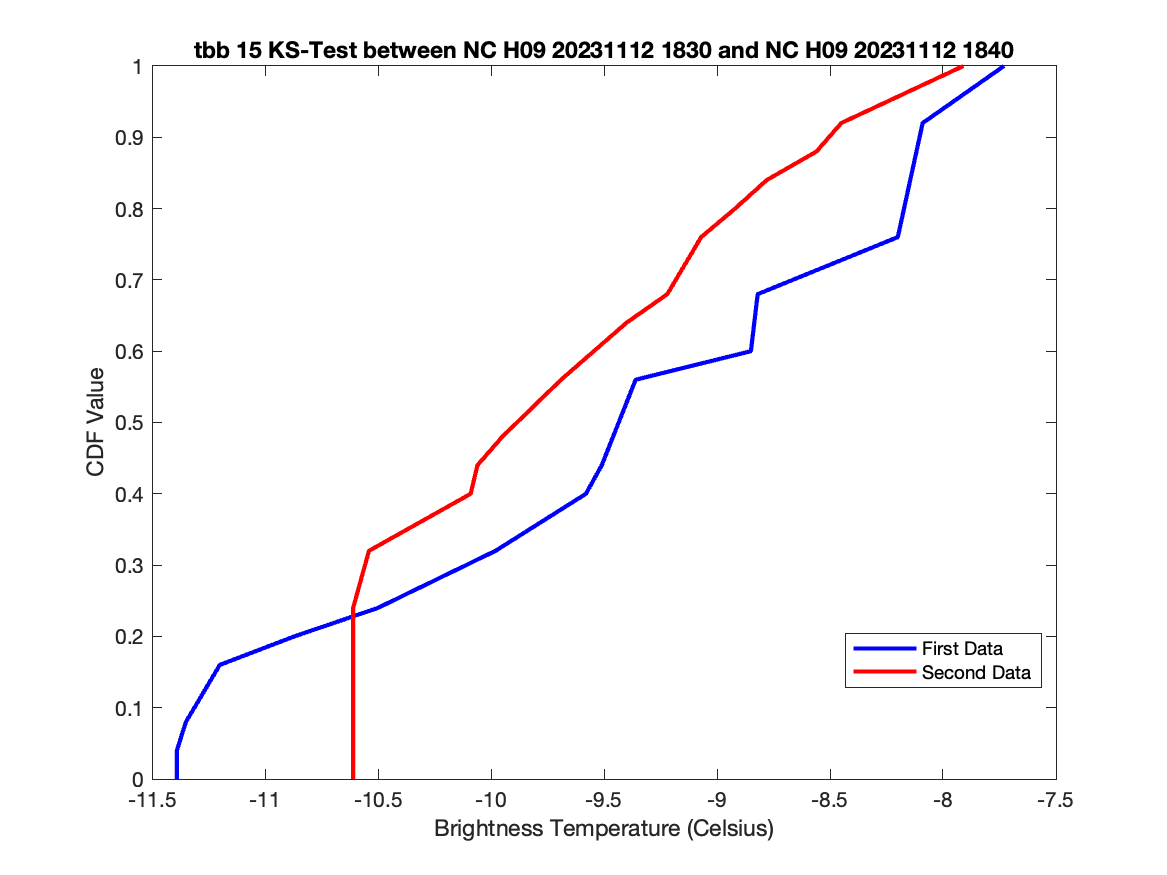 tbb 15 KS-Test between NC H09 20231112 1830 and NC H09 20231112 1840
1
0.9
0.8
0.7
0.6
0.5
0.4
0.3
0.2
0.1
0
CDF Value
First Data
Second Data
-11.5 -11 -10.5 -10 -9.5 -9 -8.5 -8 -7.5
Brightness Temperature (Celsius)